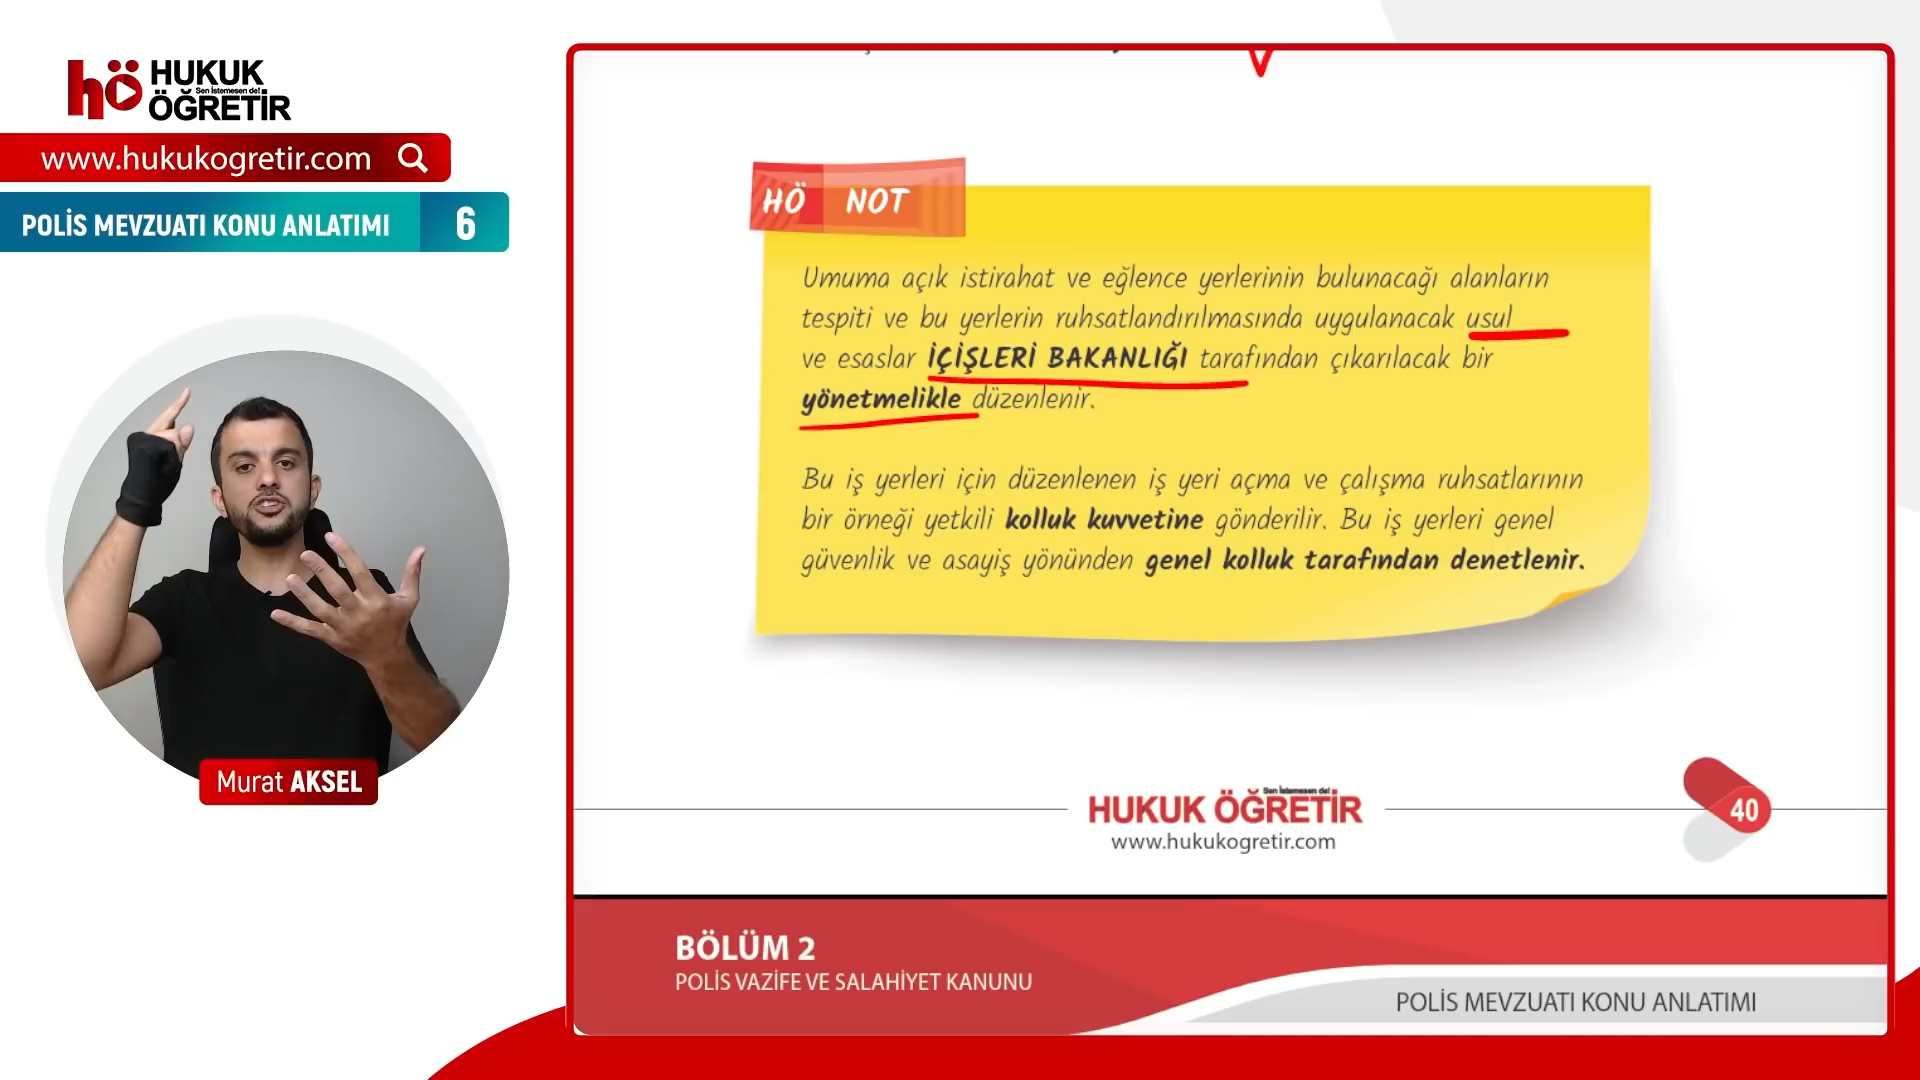 hö HUKUK
Sen İstemesen de!
ÖĞRETİR
www.hukukogretir.com
POLİS MEVZUATI KONU ANLATIMI 6
Murat AKSEL
HÖ NOT
Umuma açık istirahat ve eğlence yerlerinin bulunacağı alanların
tespiti ve bu yerlerin ruhsatlandırılmasında uygulanacak usul
ve esaslar İÇİŞLERİ BAKANLIĞI tarafından çıkarılacak bir
yönetmelikle düzenlenir.
Bu iş yerleri için düzenlenen iş yeri açma ve çalışma ruhsatlarının
bir örneği yetkili kolluk kuvvetine gönderilir. Bu iş yerleri genel
güvenlik ve asayiş yönünden genel kolluk tarafından denetlenir.
Sen İstemesen de!
HUKUK ÖĞRETİR
www.hukukogretir.com
40
BÖLÜM 2
POLİS VAZİFE VE SALAHİYET KANUNU
POLİS MEVZUATI KONU ANLATIMI